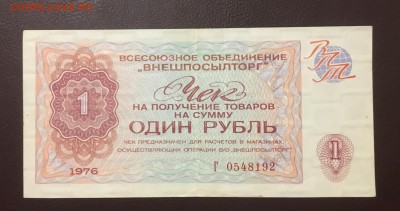 ВСЕСОЮЗНОЕ ОБЪЕДИНЕНИЕ
"ВНЕШПОСЫЛТОРГ"
ВПТ
Чек
НА ПОЛУЧЕНИЕ ТОВАРОВ
НА СУММУ
1
ОДИН РУБЛЬ
ЧЕК ПРЕДНАЗНАЧЕН ДЛЯ РАСЧЕТОВ В МАГАЗИНАХ,
ОСУЩЕСТВЛЯЮЩИХ ОПЕРАЦИИ В/О „ВНЕШПОСЫЛТОРГ"
1
1976
Г 0548192